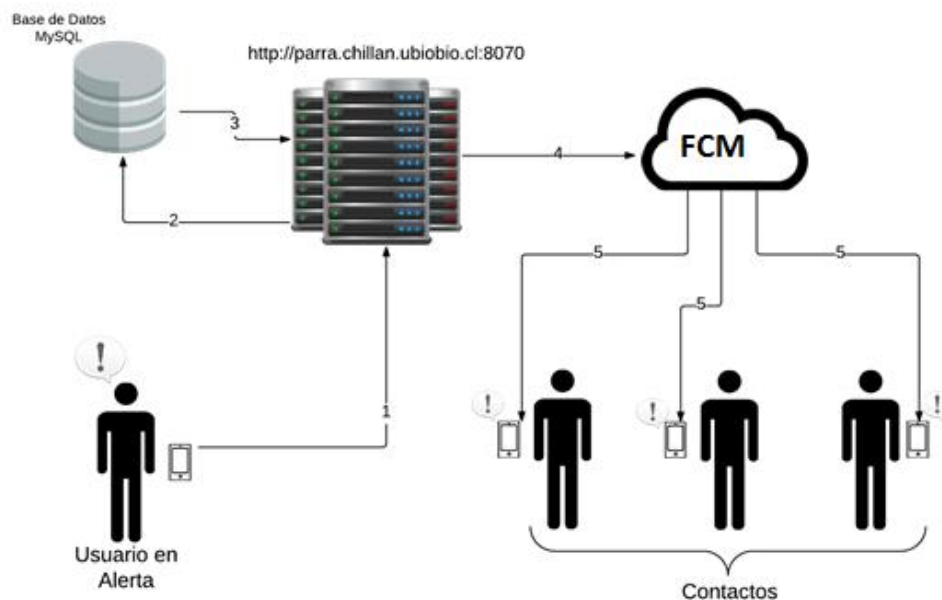 Base de Datos
MySQL
http://parra.chillan.ubiobio.cl:8070
3
4
FCM
2
5
5
5
!
!
!
!
1
Usuario en
Alerta
Contactos